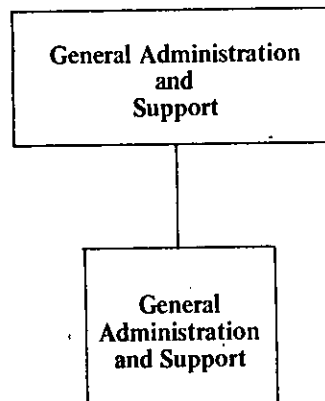 General Administration
and
Support
General
Administration
and Support